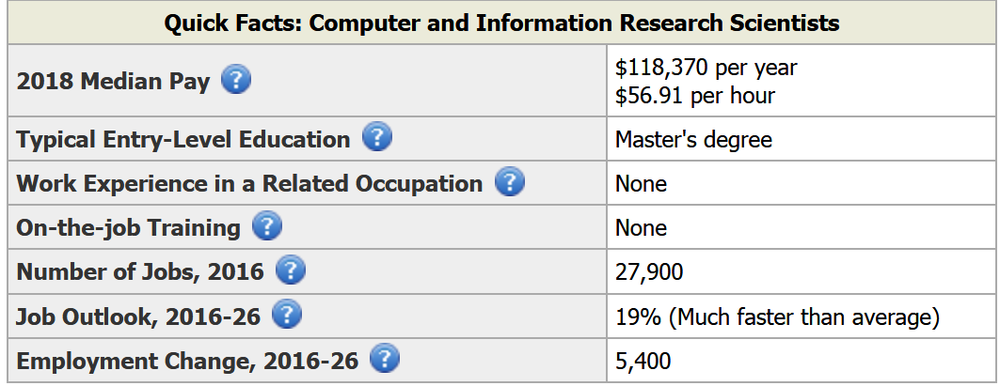 Quick Facts: Computer and Information Research Scientists
2018 Median Pay ?
$118,370 per year
$56.91 per hour
Typical Entry-Level Education ?
Master's degree
Work Experience in a Related Occupation ?
None
On-the-job Training ?
None
Number of Jobs, 2016 ?
27,900
Job Outlook, 2016-26 ?
19% (Much faster than average)
Employment Change, 2016-26 ?
5,400